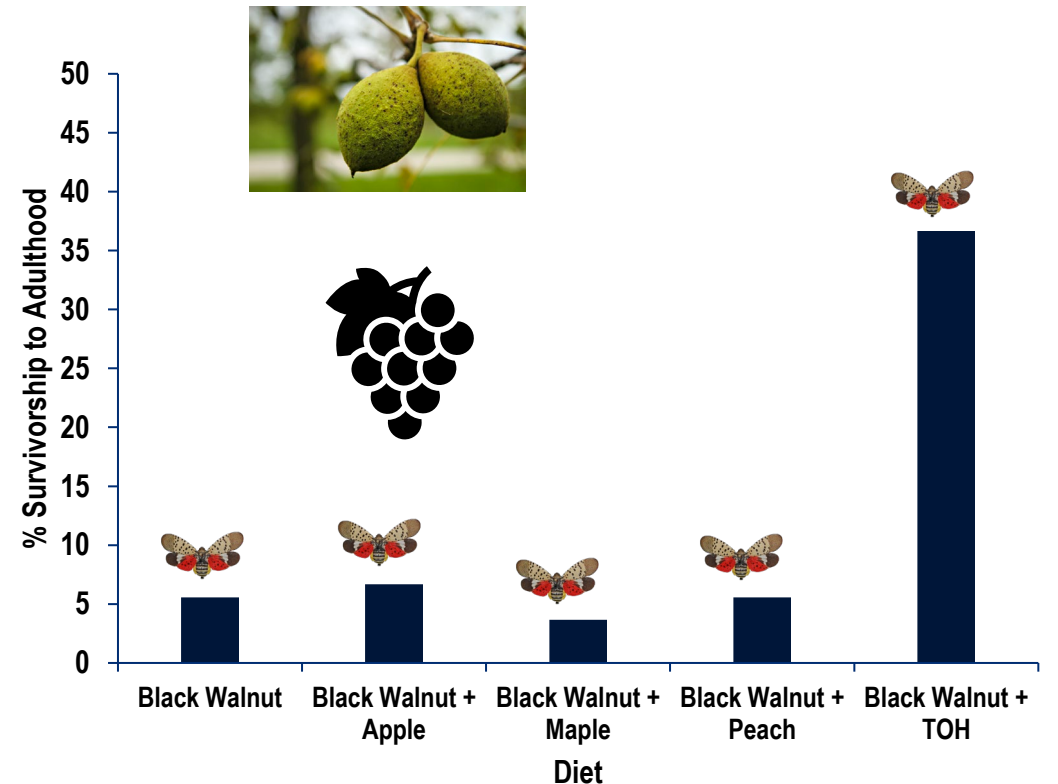 % Survivorship to Adulthood
50
45
40
35
30
25
20
15
10
5
0
Black Walnut
Black Walnut +
Apple
Black Walnut +
Maple
Black Walnut +
Peach
Black Walnut +
TOH
Diet